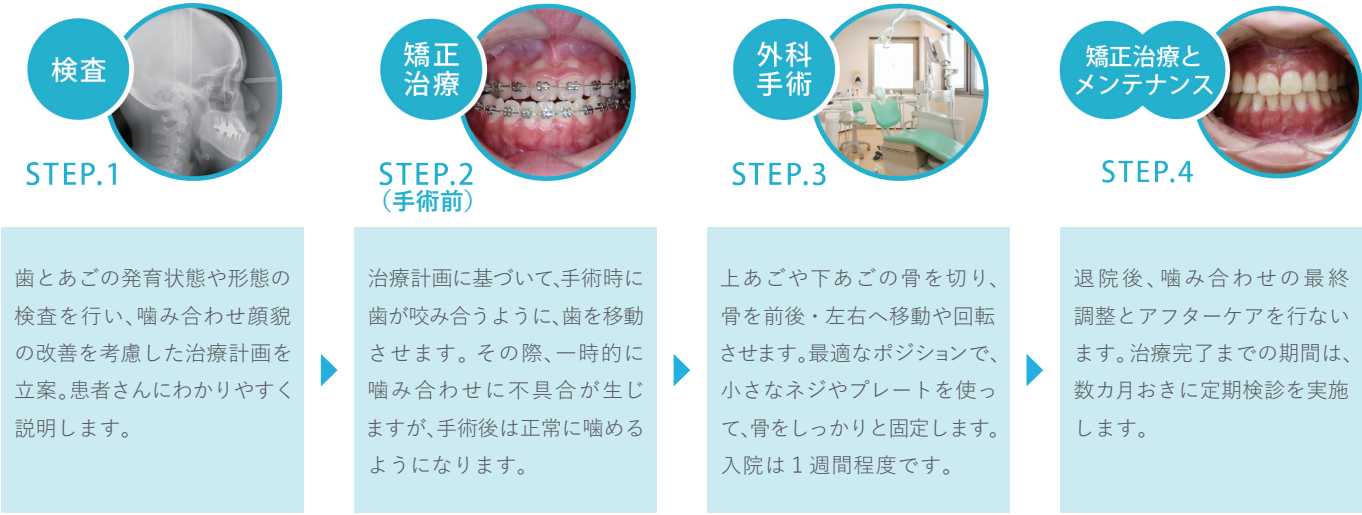 検査
STEP.1
歯とあごの発育状態や形態の
検査を行い、噛み合わせ顔貌
の改善を考慮した治療計画を
立案。患者さんにわかりやすく
説明します。
矯正
治療
STEP.2
（手術前）
治療計画に基づいて、手術時に
歯が咬み合うように、歯を移動
させます。その際、一時的に
噛み合わせに不具合が生じ
ますが、手術後は正常に噛める
ようになります。
外科
手術
STEP.3
上あごや下あごの骨を切り、
骨を前後・左右へ移動や回転
させます。最適なポジションで、
小さなネジやプレートを使っ
て、骨をしっかりと固定します。
入院は1週間程度です。
矯正治療と
メンテナンス
STEP.4
退院後、噛み合わせの最終
調整とアフターケアを行ない
ます。治療完了までの期間は、
数カ月おきに定期検診を実施
します。